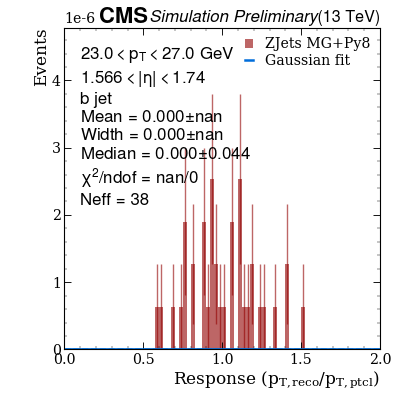 1e-6 CMS Simulation Preliminary (13 TeV)
Events
23.0 < p_T < 27.0 GeV
1.566 < |η| < 1.74
b jet
Mean = 0.000±nan
Width = 0.000±nan
Median = 0.000±0.044
χ²/ndof = nan/0
Neff = 38
ZJets MG+Py8
Gaussian fit
4
3
2
1
0
0.0 0.5 1.0 1.5 2.0
Response (p_T,reco/p_T,ptcl)